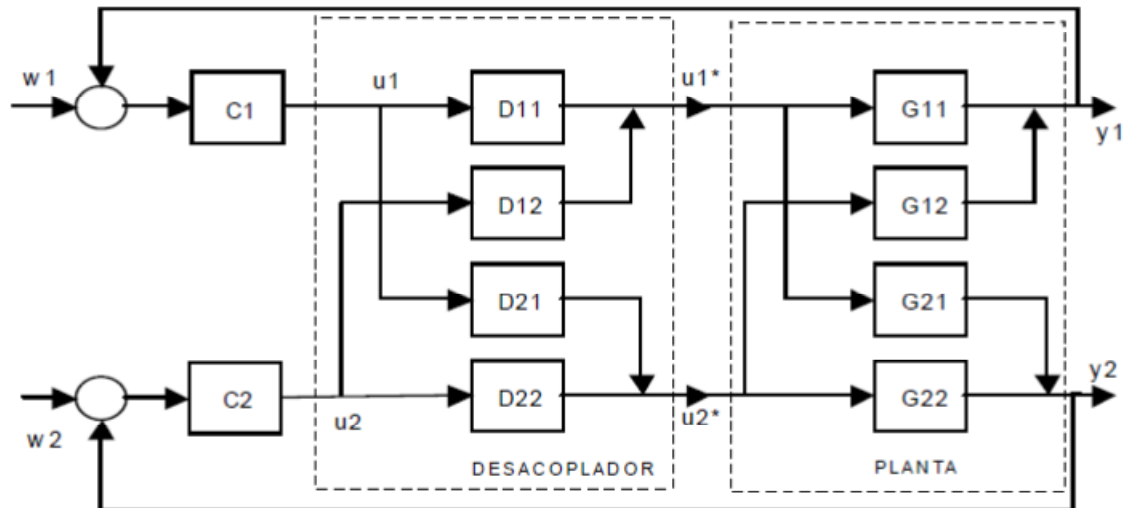 w1
C1
u1
D11
u1*
G11
y1
D12
G12
D21
G21
w2
C2
u2
D22
u2*
G22
y2
DESACOPLADOR
PLANTA